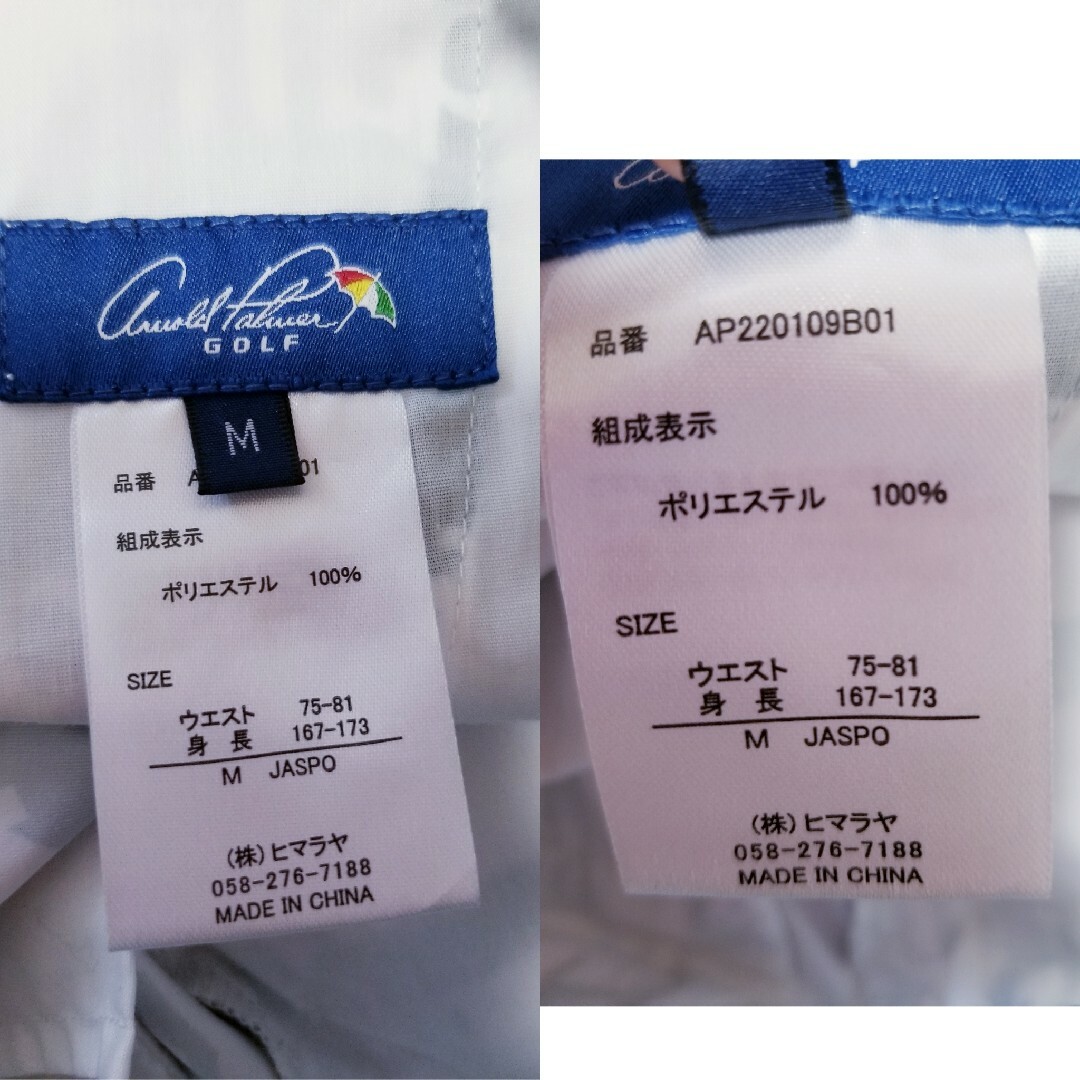 Arnold Palmer
GOLF
M
品番 A 01
組成表示
ポリエステル 100%
SIZE
ウエスト 75-81
身長 167-173
M JASPO
(株)ヒマラヤ
058-276-7188
MADE IN CHINA
品番 AP220109B01
組成表示
ポリエステル 100%
SIZE
ウエスト 75-81
身長 167-173
M JASPO
(株)ヒマラヤ
058-276-7188
MADE IN CHINA